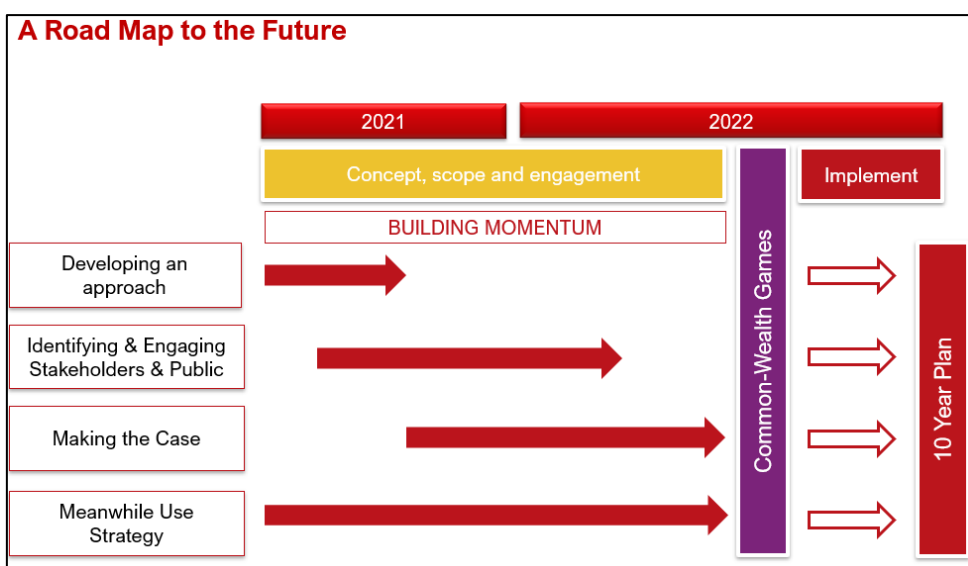 A Road Map to the Future
2021
2022
Concept, scope and engagement
Implement
BUILDING MOMENTUM
Common-Wealth Games
Developing an
approach
Identifying & Engaging
Stakeholders & Public
Making the Case
Meanwhile Use
Strategy
10 Year Plan